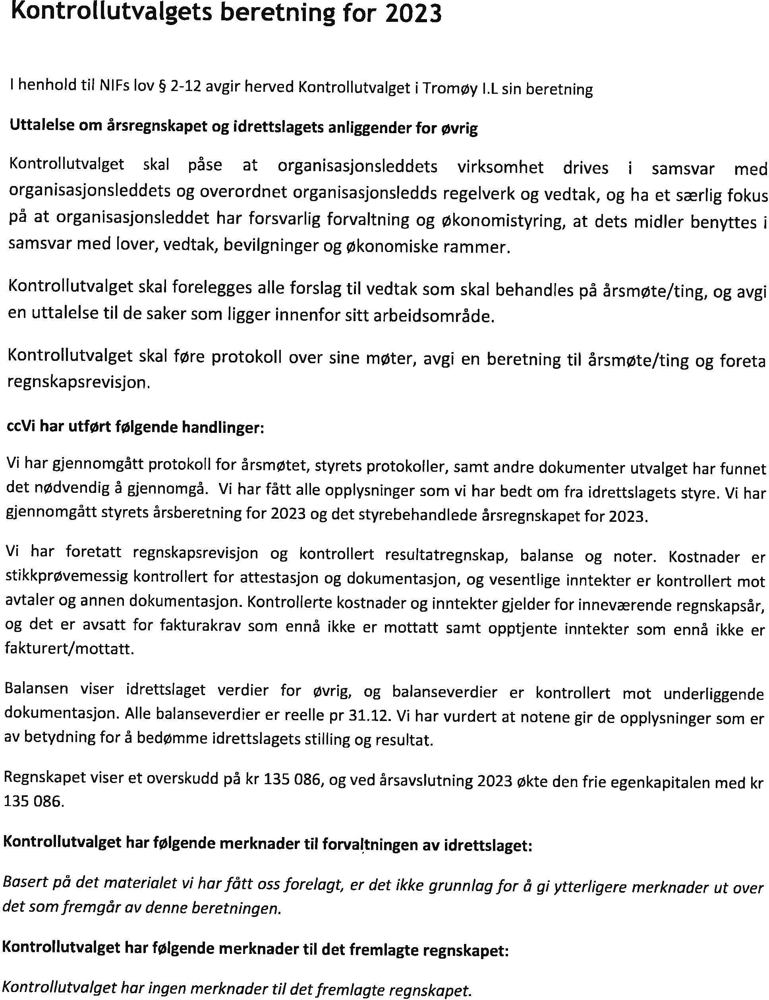 Kontrollutvalgets beretning for 2023
I henhold til NIFs lov § 2-12 avgir herved Kontrollutvalget i Tromøy I.L sin beretning
Uttalelse om årsregnskapet og idrettslagets anliggender for øvrig
Kontrollutvalget skal påse at organisasjonsleddets virksomhet drives i samsvar med
organisasjonsleddets og overordnet organisasjonsledds regelverk og vedtak, og ha et særlig fokus
på at organisasjonsleddet har forsvarlig forvaltning og økonomistyring, at dets midler benyttes i
samsvar med lover, vedtak, bevilgninger og økonomiske rammer.
Kontrollutvalget skal forelegges alle forslag til vedtak som skal behandles på årsmøte/ting, og avgi
en uttalelse til de saker som ligger innenfor sitt arbeidsområde.
Kontrollutvalget skal føre protokoll over sine møter, avgi en beretning til årsmøte/ting og foreta
regnskapsrevisjon.
ccVi har utført følgende handlinger:
Vi har gjennomgått protokoll for årsmøtet, styrets protokoller, samt andre dokumenter utvalget har funnet
det nødvendig å gjennomgå. Vi har fått alle opplysninger som vi har bedt om fra idrettslagets styre. Vi har
gjennomgått styrets årsberetning for 2023 og det styrebehandlede årsregnskapet for 2023.
Vi har foretatt regnskapsrevisjon og kontrollert resultatregnskap, balanse og noter. Kostnader er
stikkprøvemessig kontrollert for attestasjon og dokumentasjon, og vesentlige inntekter er kontrollert mot
avtaler og annen dokumentasjon. Kontrollerte kostnader og inntekter gjelder for inneværende regnskapsår,
og det er avsatt for fakturakrav som ennå ikke er mottatt samt opptjente inntekter som ennå ikke er
fakturert/mottatt.
Balansen viser idrettslaget verdier for øvrig, og balanseverdier er kontrollert mot underliggende
dokumentasjon. Alle balanseverdier er reelle pr 31.12. Vi har vurdert at notene gir de opplysninger som er
av betydning for å bedømme idrettslagets stilling og resultat.
Regnskapet viser et overskudd på kr 135 086, og ved årsavslutning 2023 økte den frie egenkapitalen med kr
135 086.
Kontrollutvalget har følgende merknader til forvaltningen av idrettslaget:
Basert på det materialet vi har fått oss forelagt, er det ikke grunnlag for å gi ytterligere merknader ut over
det som fremgår av denne beretningen.
Kontrollutvalget har følgende merknader til det fremlagte regnskapet:
Kontrollutvalget har ingen merknader til det fremlagte regnskapet.